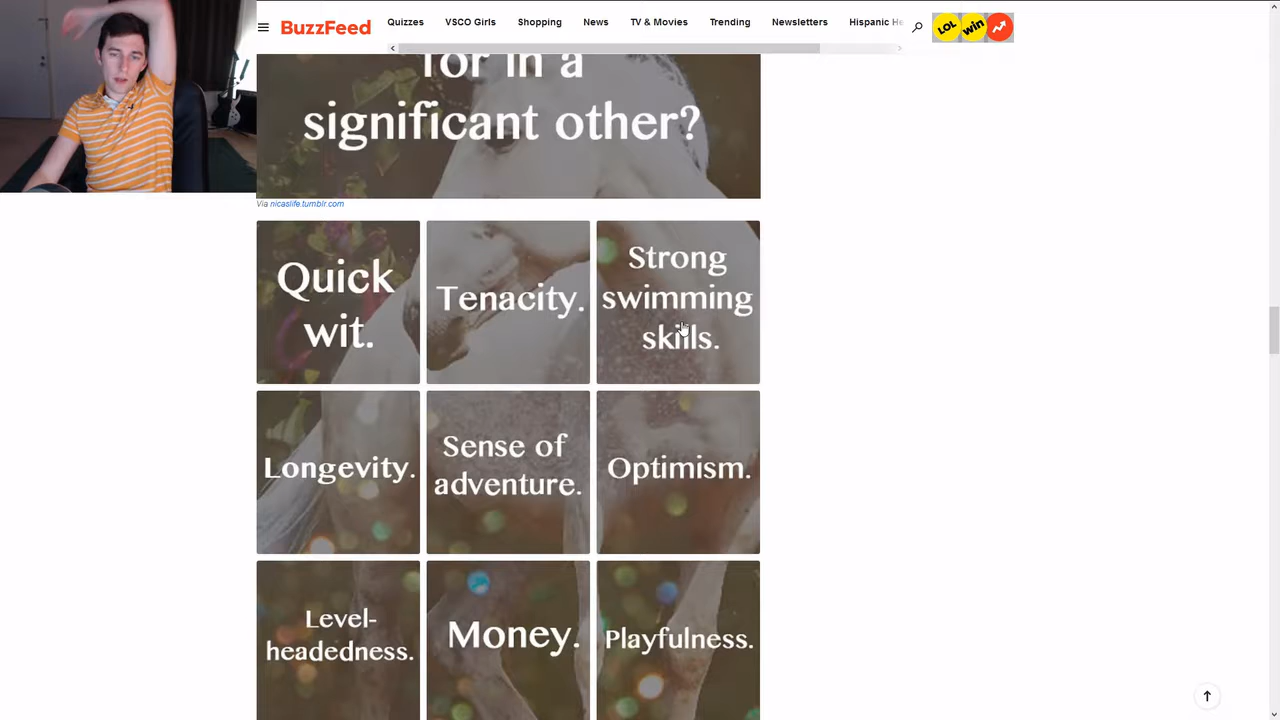 BuzzFeed
Quizzes VSCO Girls Shopping News TV & Movies Trending Newsletters Hispanic He
LOL win
for in a
significant other?
Via nicaslife.tumblr.com
Quick
wit.
Tenacity.
Strong
swimming
skills.
Longevity.
Sense of
adventure.
Optimism.
Level-
headedness.
Money.
Playfulness.